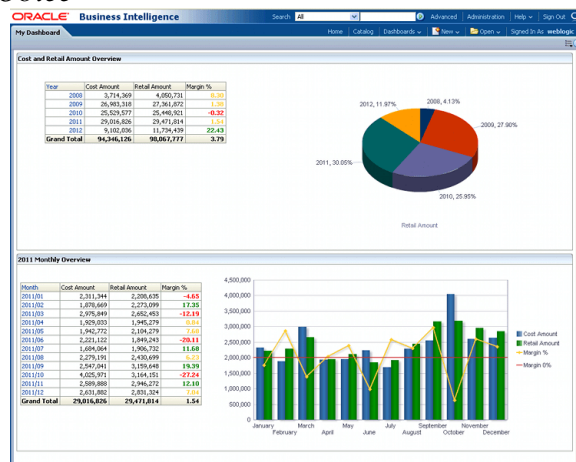 ORACLE Business Intelligence
Search All Advanced Administration Help Sign Out
My Dashboard Home Catalog Dashboards New Open Signed In As weblogic
Cost and Retail Amount Overview
Year Cost Amount Retail Amount Margin %
2008 3,714,369 4,050,731 8.30
2009 26,983,318 27,361,872 1.38
2010 25,529,577 25,448,921 -0.32
2011 29,016,826 29,471,814 1.54
2012 9,102,036 11,734,439 22.43
Grand Total 94,346,126 98,067,777 3.79
2012, 11.97%
2008, 4.13%
2009, 27.90%
2011, 30.05%
2010, 25.95%
Retail Amount
2011 Monthly Overview
Month Cost Amount Retail Amount Margin %
2011/01 2,311,344 2,208,635 -4.65
2011/02 1,878,669 2,273,099 17.35
2011/03 2,975,849 2,652,453 -12.19
2011/04 1,929,033 1,945,279 0.84
2011/05 1,942,772 2,104,279 7.68
2011/06 2,221,122 1,849,243 -20.11
2011/07 1,684,064 1,906,732 11.68
2011/08 2,279,191 2,430,699 6.23
2011/09 2,547,041 3,159,648 19.39
2011/10 4,025,971 3,164,151 -27.24
2011/11 2,589,888 2,946,272 12.10
2011/12 2,631,882 2,831,324 7.04
Grand Total 29,016,826 29,471,814 1.54
4,500,000
4,000,000
3,500,000
3,000,000
2,500,000
2,000,000
1,500,000
1,000,000
500,000
0
January March May July September November
February April June August October December
Cost Amount
Retail Amount
Margin %
Margin 0%